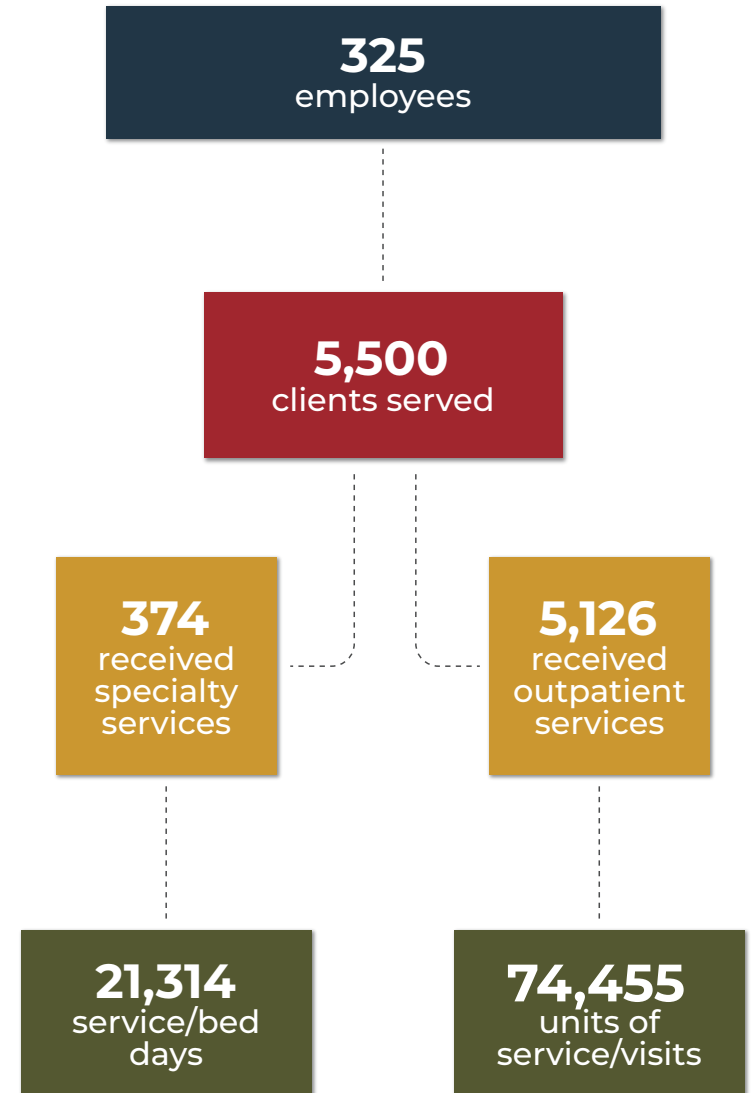 325
employees
5,500
clients served
374
received
specialty
services
5,126
received
outpatient
services
21,314
service/bed
days
74,455
units of
service/visits